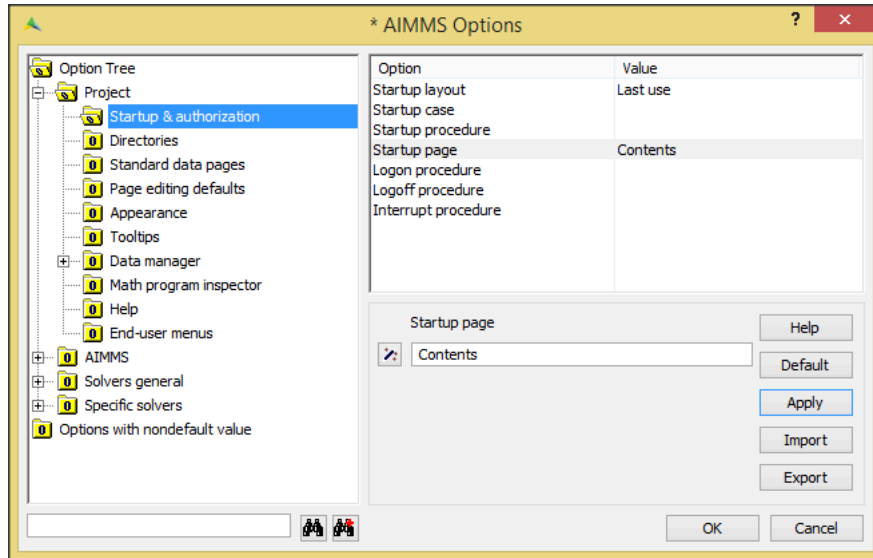 * AIMMS Options
?
×
Option Tree
Project
Startup & authorization
Directories
Standard data pages
Page editing defaults
Appearance
Tooltips
Data manager
Math program inspector
Help
End-user menus
AIMMS
Solvers general
Specific solvers
Options with nondefault value
Option Value
Startup layout Last use
Startup case
Startup procedure
Startup page Contents
Logon procedure
Logoff procedure
Interrupt procedure
Startup page
Contents
Help
Default
Apply
Import
Export
OK
Cancel